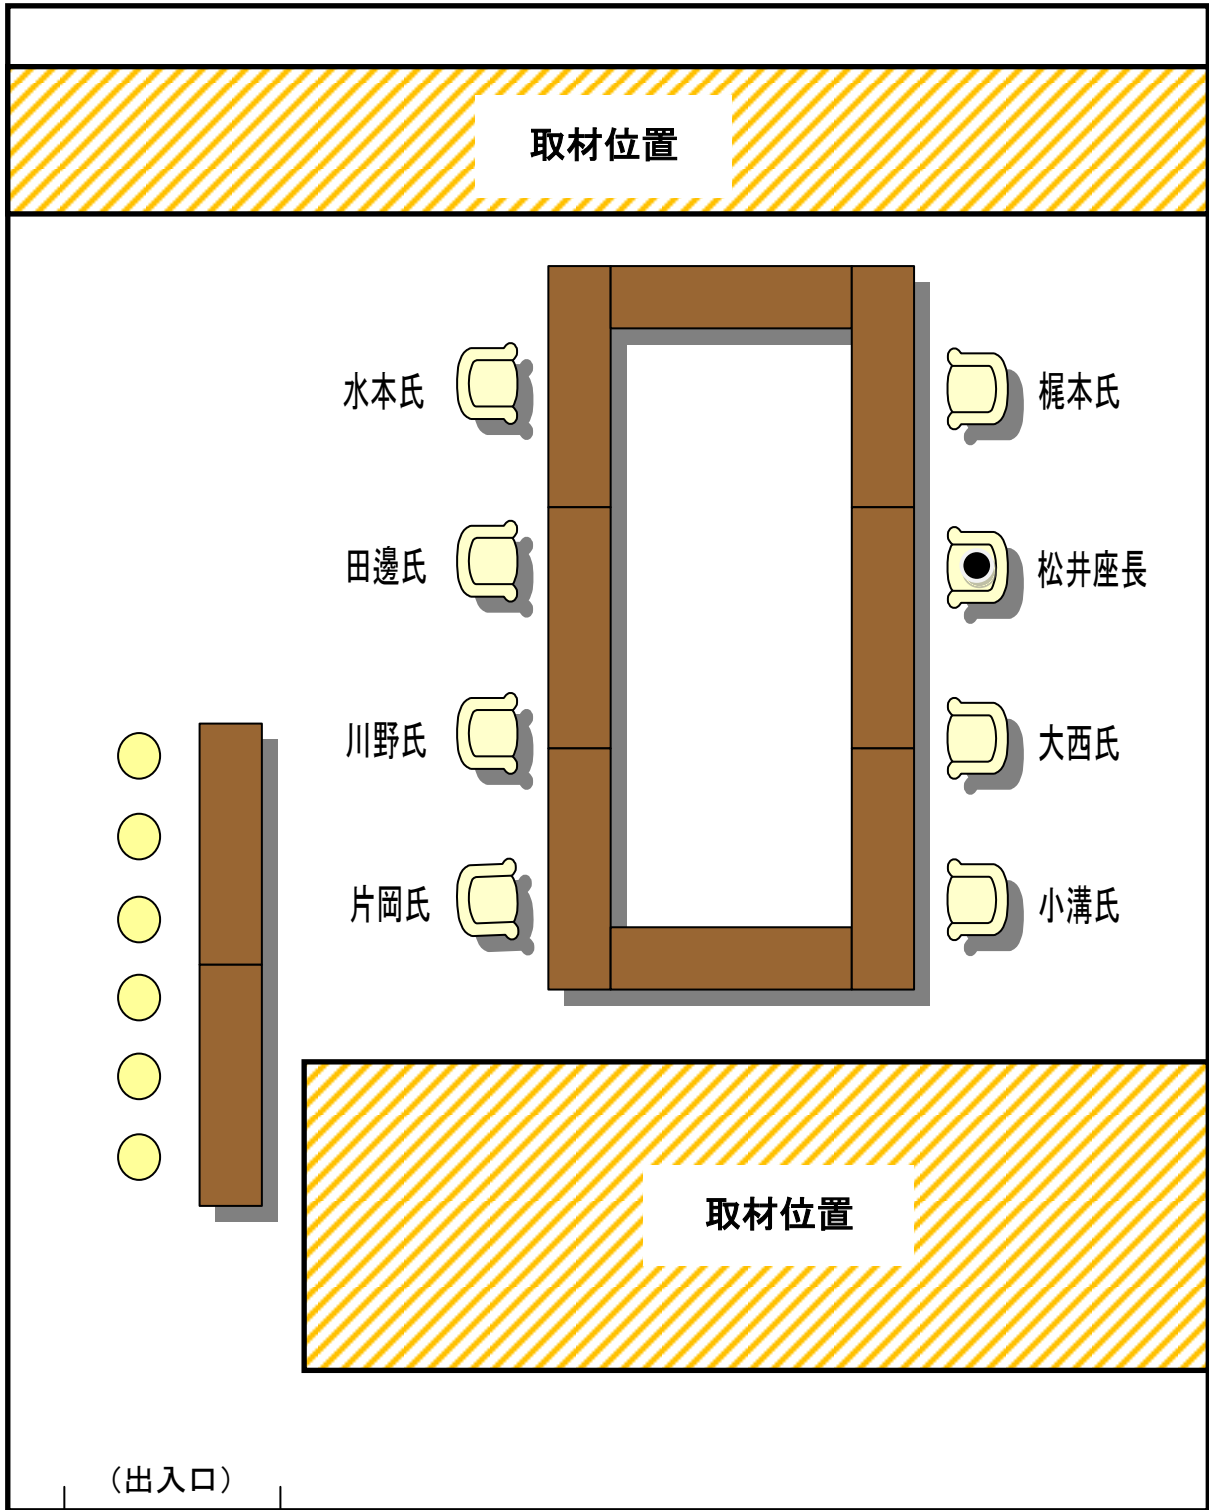 取材位置
水本氏
梶本氏
田邊氏
松井座長
川野氏
大西氏
片岡氏
小溝氏
取材位置
（出入口）